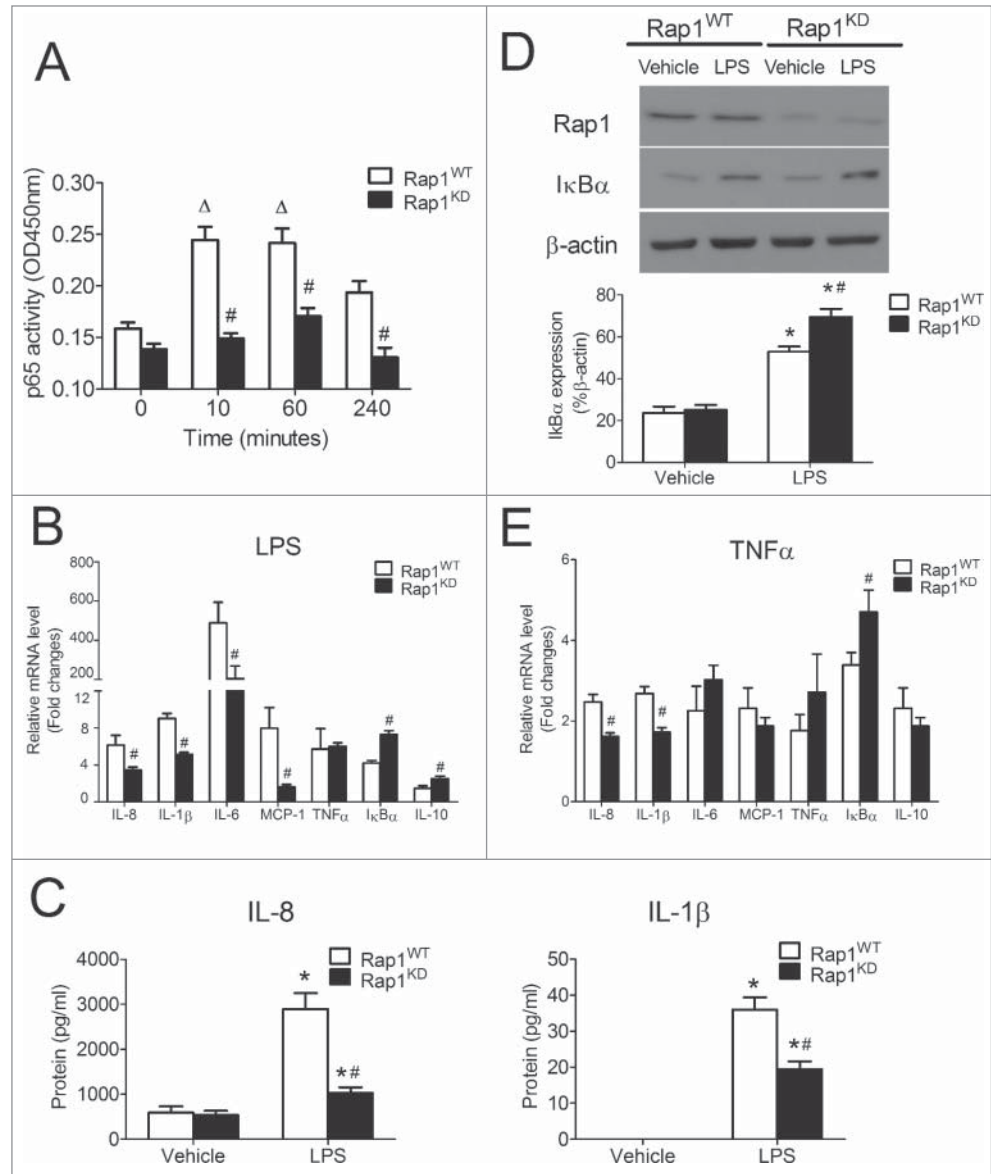 A
Rap1WT
Rap1KD
p65 activity (OD450nm)
0.30
0.25
0.20
0.15
0.10
Δ
#
Δ
#
#
0 10 60 240
Time (minutes)
D
Rap1WT Rap1KD
Vehicle LPS Vehicle LPS
Rap1
IκBα
β-actin
Rap1WT
Rap1KD
IkBα expression
(%β-actin)
80
60
40
20
0
*
*#
Vehicle LPS
B
LPS
Rap1WT
Rap1KD
Relative mRNA level
(Fold changes)
800
600
400
200
12
8
4
0
#
#
#
#
#
#
IL-8 IL-1β IL-6 MCP-1 TNFα IκBα IL-10
E
TNFα
Rap1WT
Rap1KD
Relative mRNA level
(Fold changes)
6
4
2
0
#
#
#
IL-8 IL-1β IL-6 MCP-1 TNFα IκBα IL-10
C
IL-8
Rap1WT
Rap1KD
Protein (pg/ml)
4000
3000
2000
1000
0
*
*#
Vehicle LPS
IL-1β
Rap1WT
Rap1KD
Protein (pg/ml)
50
40
30
20
10
0
*
*#
Vehicle LPS